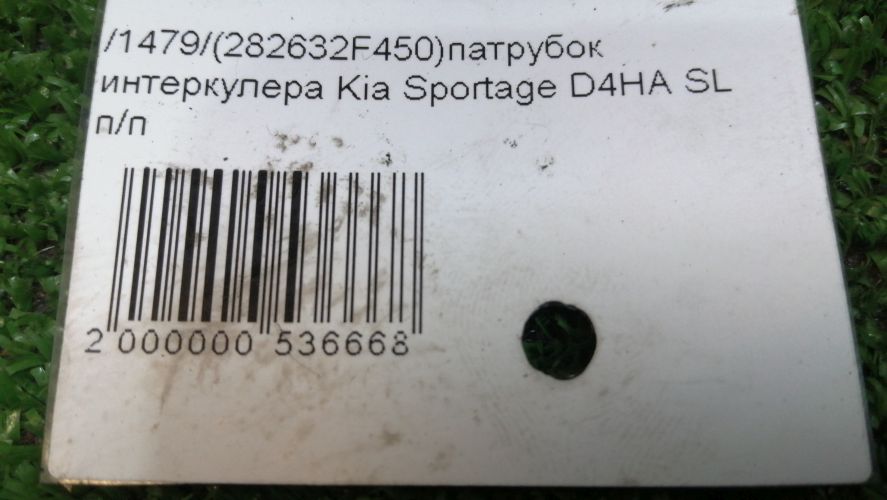 /1479/(282632F450)патрубок
интеркулера Kia Sportage D4HA SL
п/п
2 000000 536668